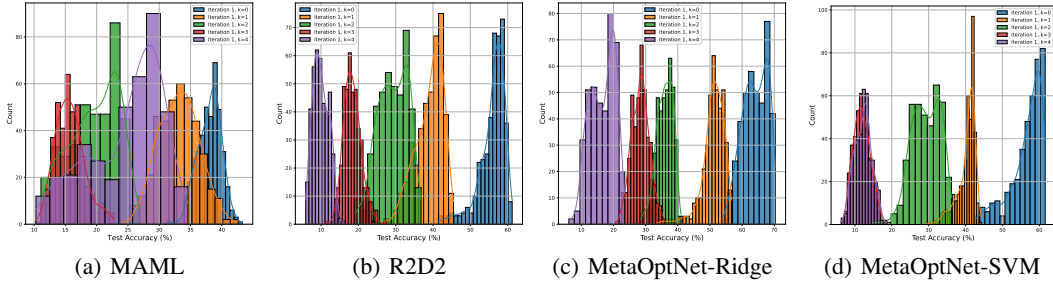 Iteration 1, k=0
Iteration 1, k=1
Iteration 1, k=2
Iteration 1, k=3
Iteration 1, k=4
Count
80
60
40
20
0
10
15
20
25
30
35
40
Test Accuracy (%)
(a) MAML
Iteration 1, k=0
Iteration 1, k=1
Iteration 1, k=2
Iteration 1, k=3
Iteration 1, k=4
Count
70
60
50
40
30
20
10
0
10
20
30
40
50
60
Test Accuracy (%)
(b) R2D2
Iteration 1, k=0
Iteration 1, k=1
Iteration 1, k=2
Iteration 1, k=3
Iteration 1, k=4
Count
80
70
60
50
40
30
20
10
0
10
20
30
40
50
60
70
Test Accuracy (%)
(c) MetaOptNet-Ridge
Iteration 1, k=0
Iteration 1, k=1
Iteration 1, k=2
Iteration 1, k=3
Iteration 1, k=4
Count
100
80
60
40
20
0
10
20
30
40
50
60
Test Accuracy (%)
(d) MetaOptNet-SVM